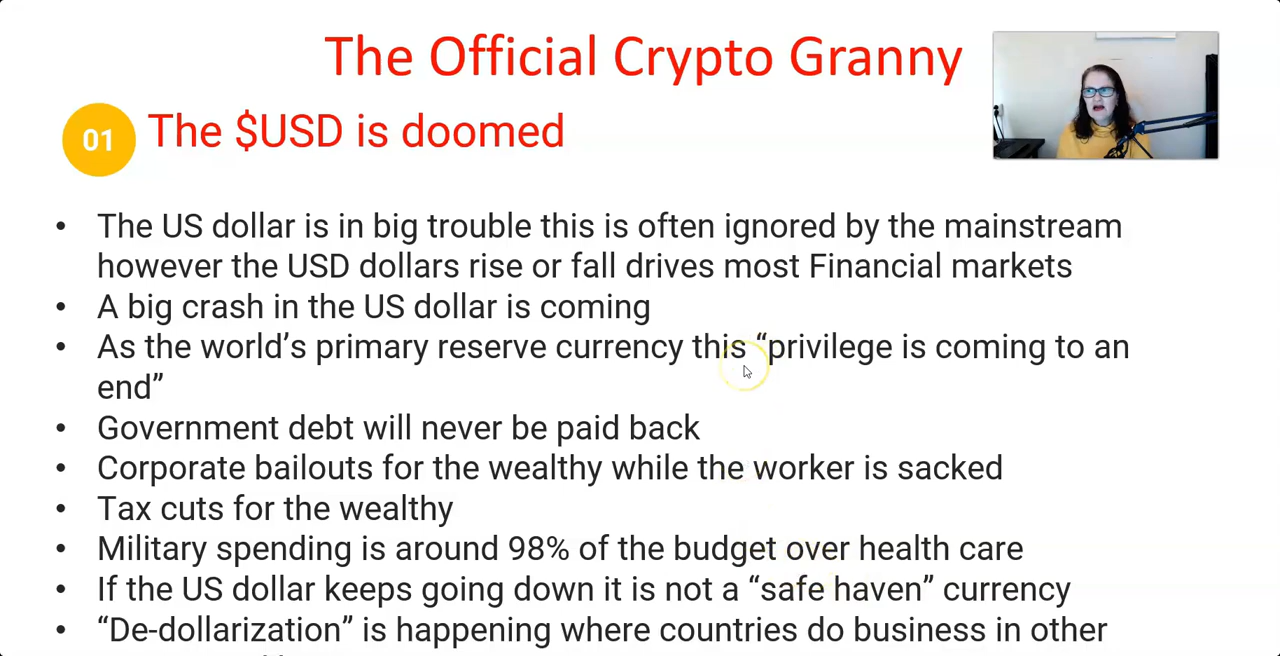 The Official Crypto Granny
01 The $USD is doomed
• The US dollar is in big trouble this is often ignored by the mainstream
however the USD dollars rise or fall drives most Financial markets
• A big crash in the US dollar is coming
• As the world’s primary reserve currency this “privilege is coming to an
end”
• Government debt will never be paid back
• Corporate bailouts for the wealthy while the worker is sacked
• Tax cuts for the wealthy
• Military spending is around 98% of the budget over health care
• If the US dollar keeps going down it is not a “safe haven” currency
• “De-dollarization” is happening where countries do business in other